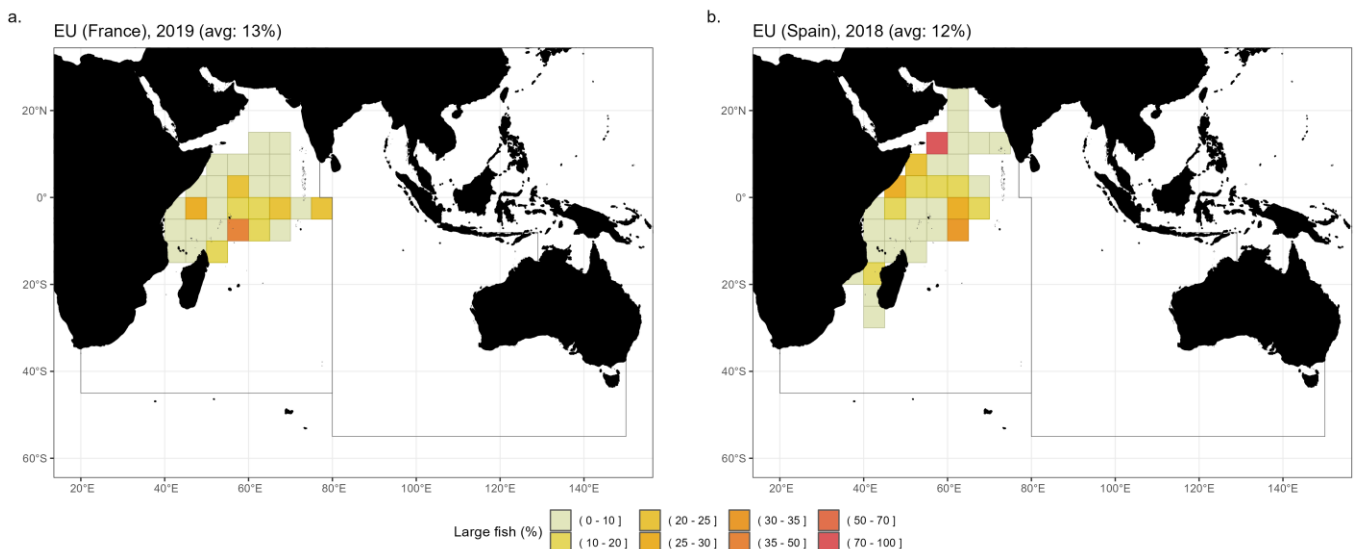 a.
EU (France), 2019 (avg: 13%)
20°N
0°
20°S
40°S
60°S
20°E 40°E 60°E 80°E 100°E 120°E 140°E
b.
EU (Spain), 2018 (avg: 12%)
20°N
0°
20°S
40°S
60°S
20°E 40°E 60°E 80°E 100°E 120°E 140°E
Large fish (%)
( 0 - 10 ] ( 20 - 25 ] ( 30 - 35 ] ( 50 - 70 ]
( 10 - 20 ] ( 25 - 30 ] ( 35 - 50 ] ( 70 - 100 ]